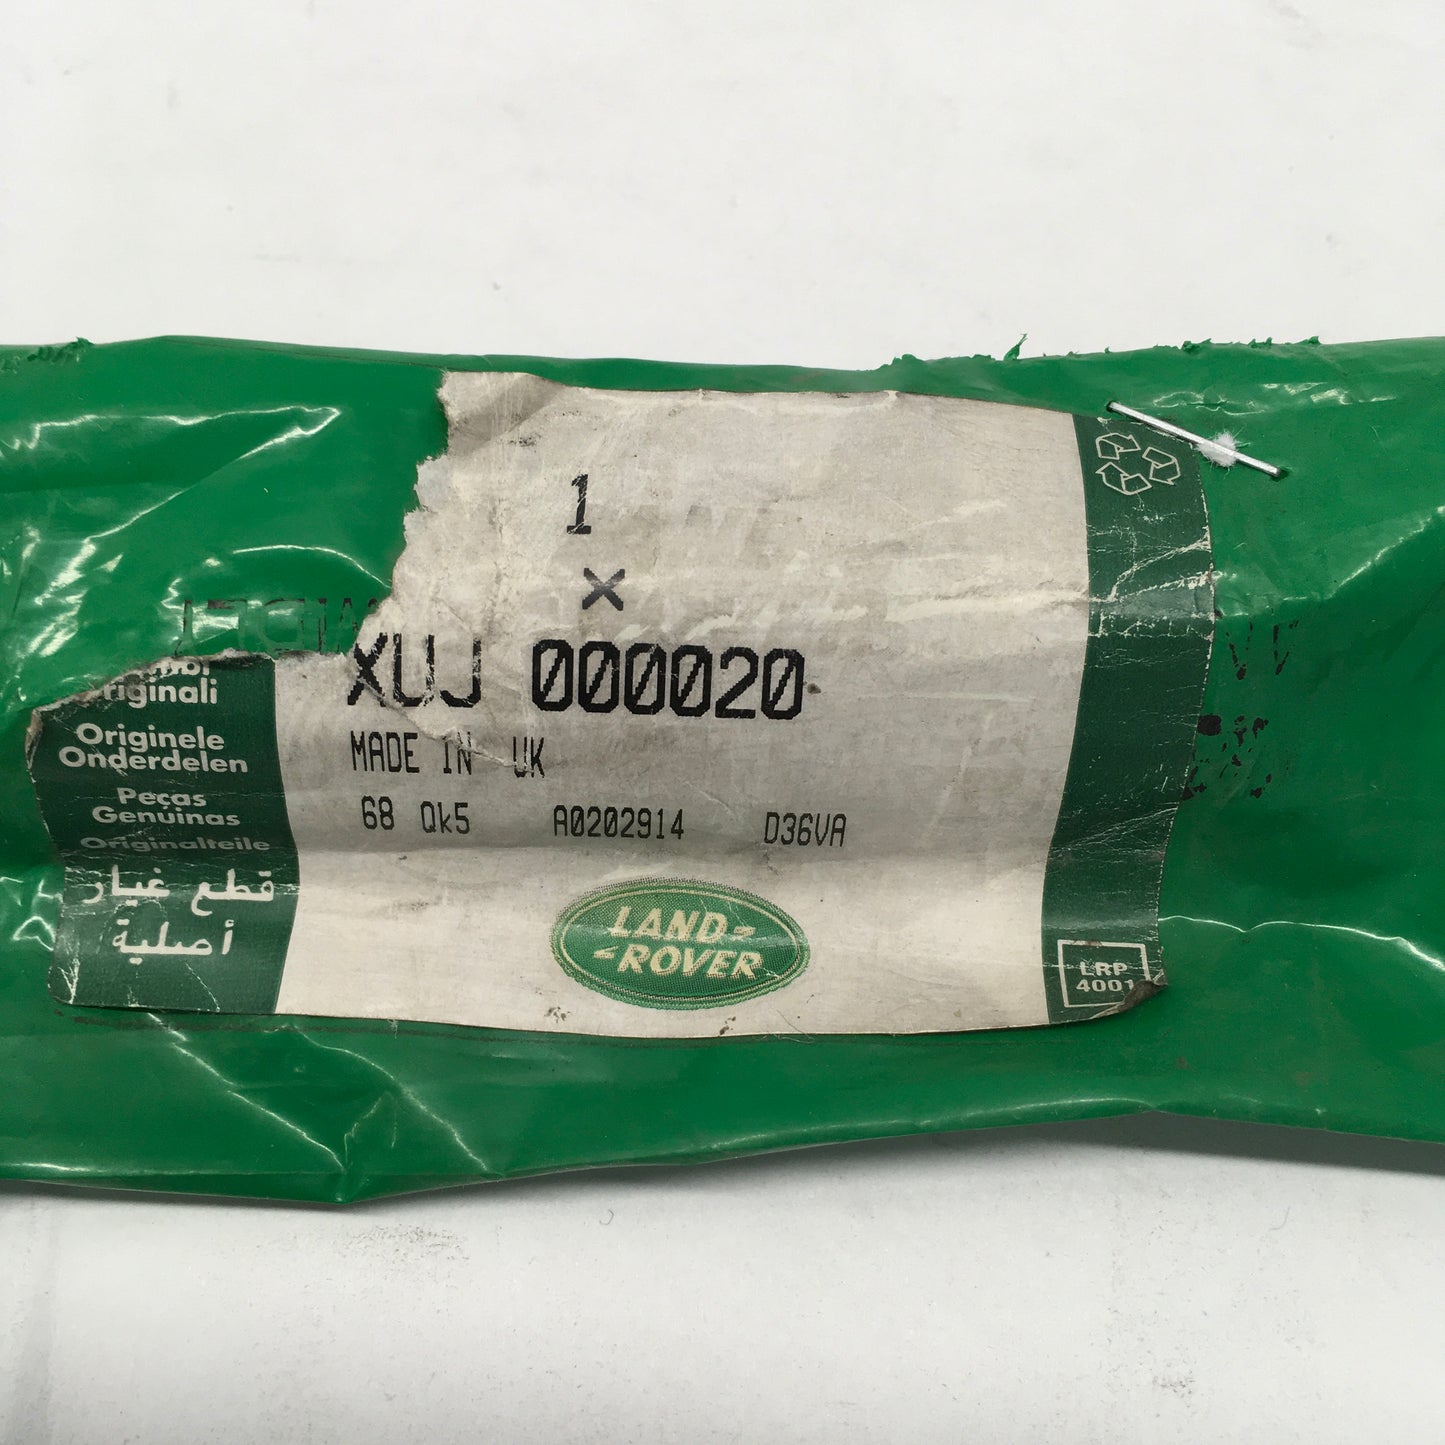 1
×
XUJ 000020
MADE IN UK
68 Qk5 A0202914 D36VA
Originali
Originele
Onderdelen
Peças
Genuinas
Originalteile
قطع غيار
أصلية
LAND
ROVER
LRP
4001